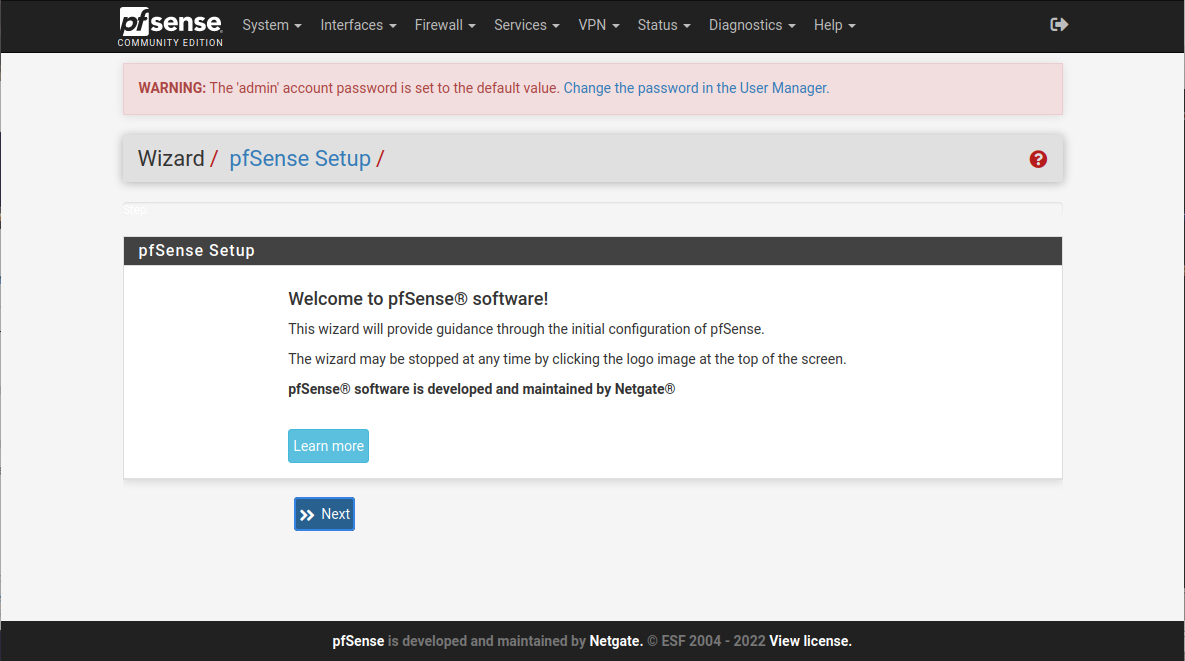 pfsense System Interfaces Firewall Services VPN Status Diagnostics Help
COMMUNITY EDITION
WARNING: The 'admin' account password is set to the default value. Change the password in the User Manager.
Wizard / pfSense Setup /
Step
pfSense Setup
Welcome to pfSense® software!
This wizard will provide guidance through the initial configuration of pfSense.
The wizard may be stopped at any time by clicking the logo image at the top of the screen.
pfSense® software is developed and maintained by Netgate®
Learn more
Next
pfSense is developed and maintained by Netgate. © ESF 2004 - 2022 View license.